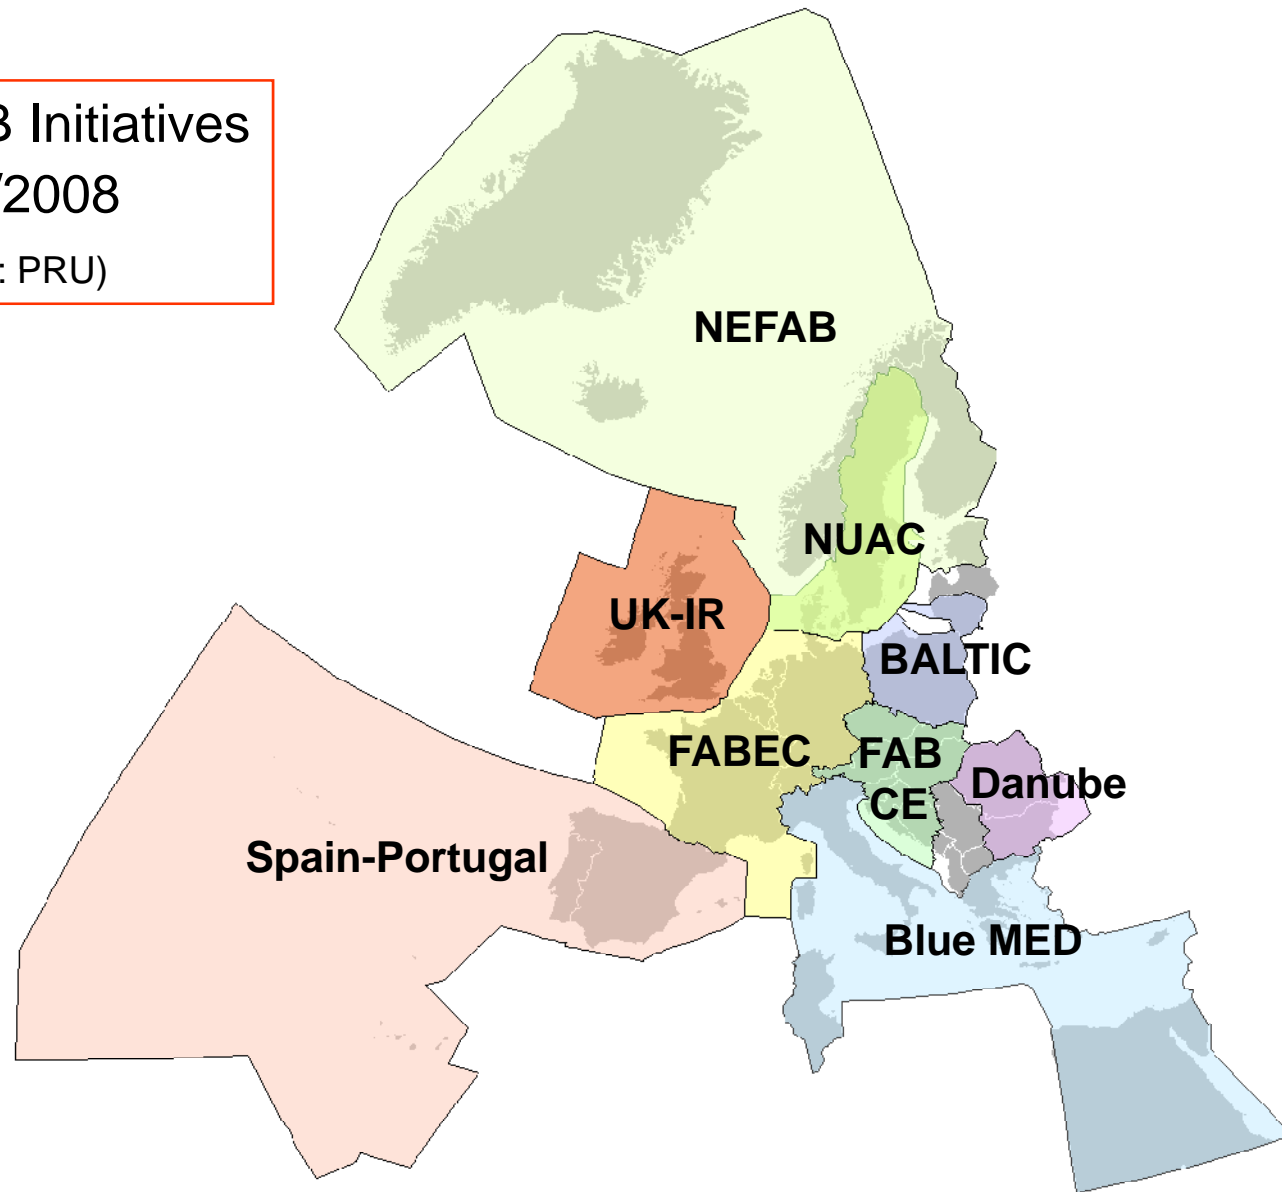 B Initiatives
/2008
: PRU)
NEFAB
NUAC
UK-IR
BALTIC
FABEC
FAB
CE
Danube
Spain-Portugal
Blue MED